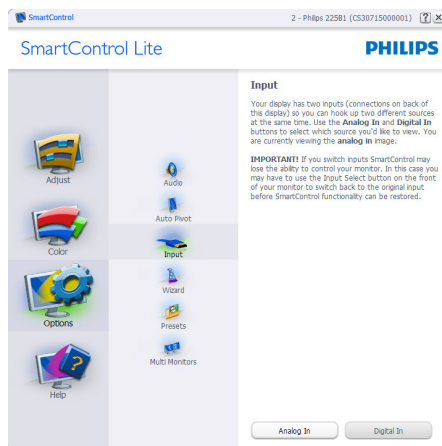 SmartControl
2 - Philips 225B1 (CS30715000001)
SmartControl Lite
PHILIPS
Adjust
Color
Options
Help
Audio
Auto Pivot
Input
Wizard
Presets
Multi Monitors
Input
Your display has two inputs (connections on back of
this display) so you can hook up two different sources
at the same time. Use the Analog In and Digital In
buttons to select which source you'd like to view. You
are currently viewing the analog in image.
IMPORTANT! If you switch inputs SmartControl may
lose the ability to control your monitor. In this case you
may have to use the Input Select button on the front
of your monitor to switch back to the original input
before SmartControl functionality can be restored.
Analog In
Digital In